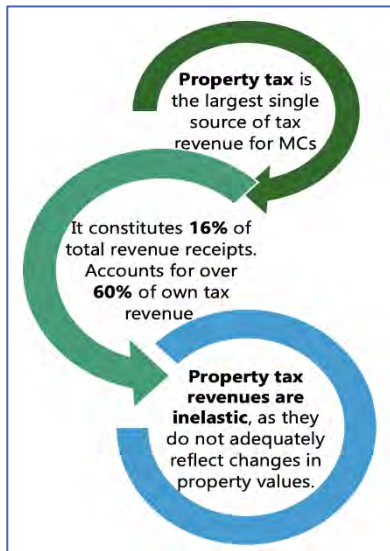 Property tax is
the largest single
source of tax
revenue for MCs
It constitutes 16% of
total revenue receipts.
Accounts for over
60% of own tax
revenue
Property tax
revenues are
inelastic, as they
do not adequately
reflect changes in
property values.